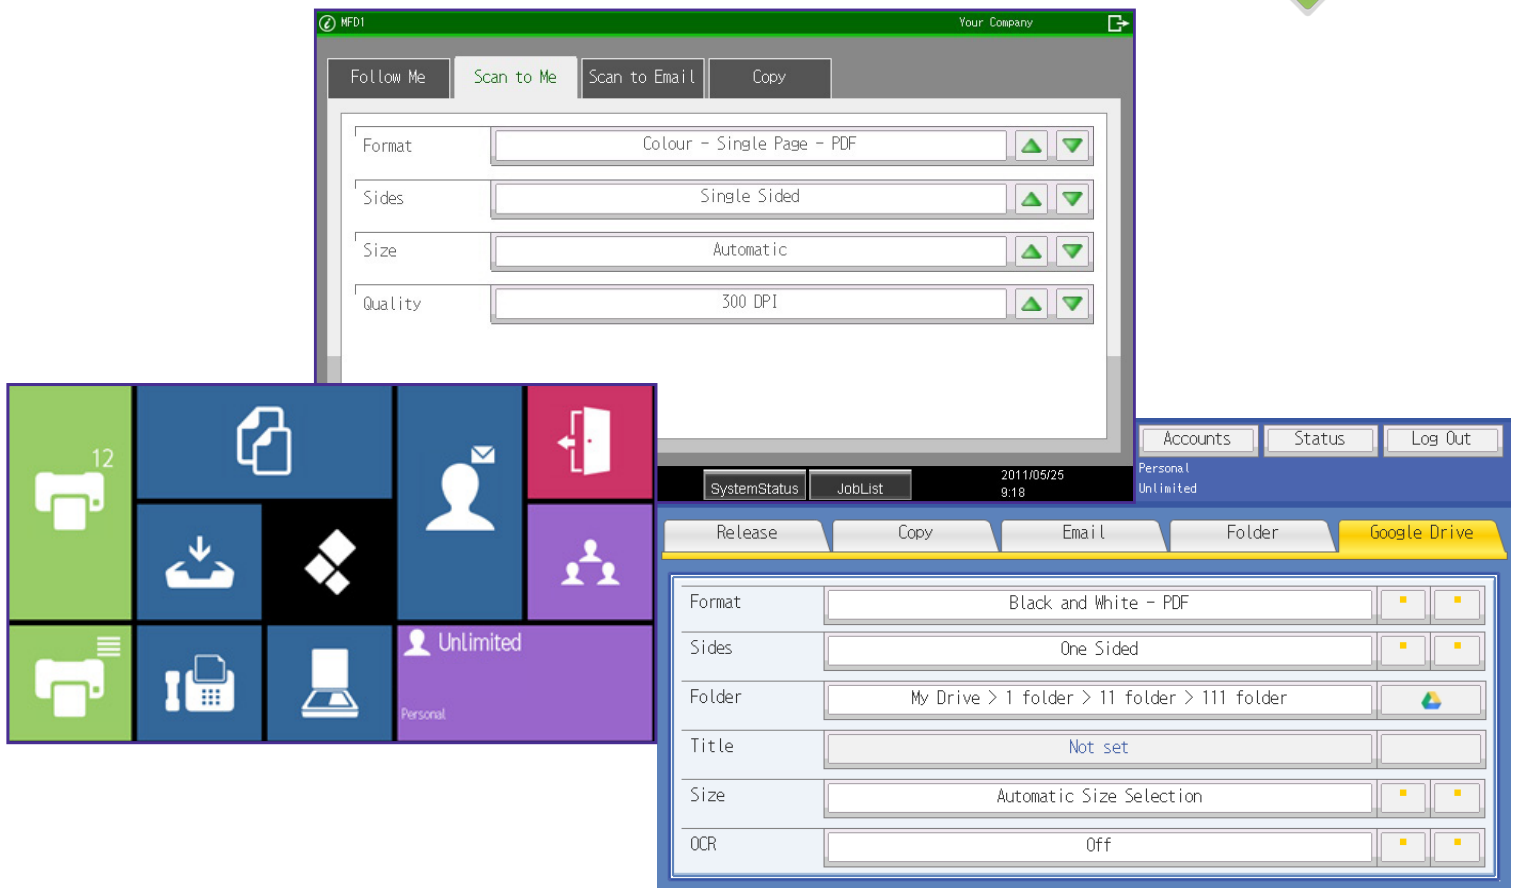 MFD1
Your Company
Follow Me
Scan to Me
Scan to Email
Copy
Format
Colour - Single Page - PDF
Sides
Single Sided
Size
Automatic
Quality
300 DPI
SystemStatus
JobList
2011/05/25
9:18
12
Unlimited
Personal
Accounts
Status
Log Out
Personal
Unlimited
Release
Copy
Email
Folder
Google Drive
Format
Black and White - PDF
Sides
One Sided
Folder
My Drive > 1 folder > 11 folder > 111 folder
Title
Not set
Size
Automatic Size Selection
OCR
Off